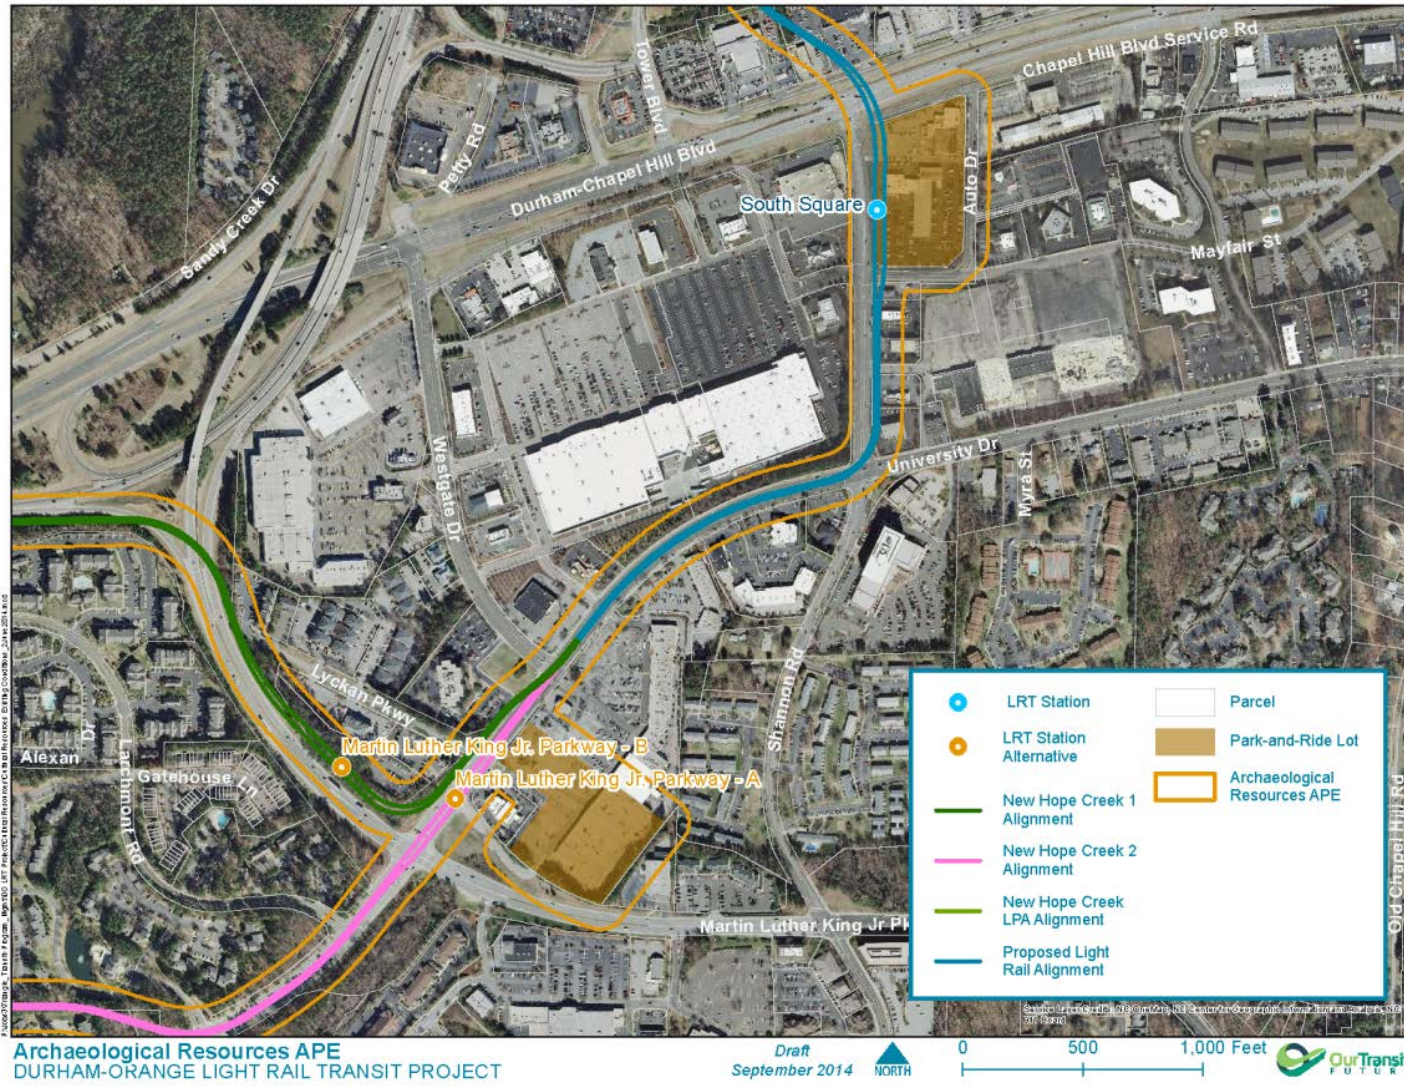 Chapel Hill Blvd Service Rd
Tower Blvd
Petty Rd
Durham-Chapel Hill Blvd
Sandy Creek Dr
South Square
Auto Dr
Mayfair St
University Dr
Myra St
Westgate Dr
Shannon Rd
Lyckan Pkwy
Martin Luther King Jr. Parkway - B
Martin Luther King Jr. Parkway - A
Alexan
Dr
Larchmont Rd
Gatehouse Ln
Martin Luther King Jr
Old Chapel Hill Rd
LRT Station
LRT Station
Alternative
New Hope Creek 1
Alignment
New Hope Creek 2
Alignment
New Hope Creek
LPA Alignment
Proposed Light
Rail Alignment
Parcel
Park-and-Ride Lot
Archaeological
Resources APE
Archaeological Resources APE
DURHAM-ORANGE LIGHT RAIL TRANSIT PROJECT
Draft
September 2014
NORTH
0 500 1,000 Feet
OurTransit
FUTURE